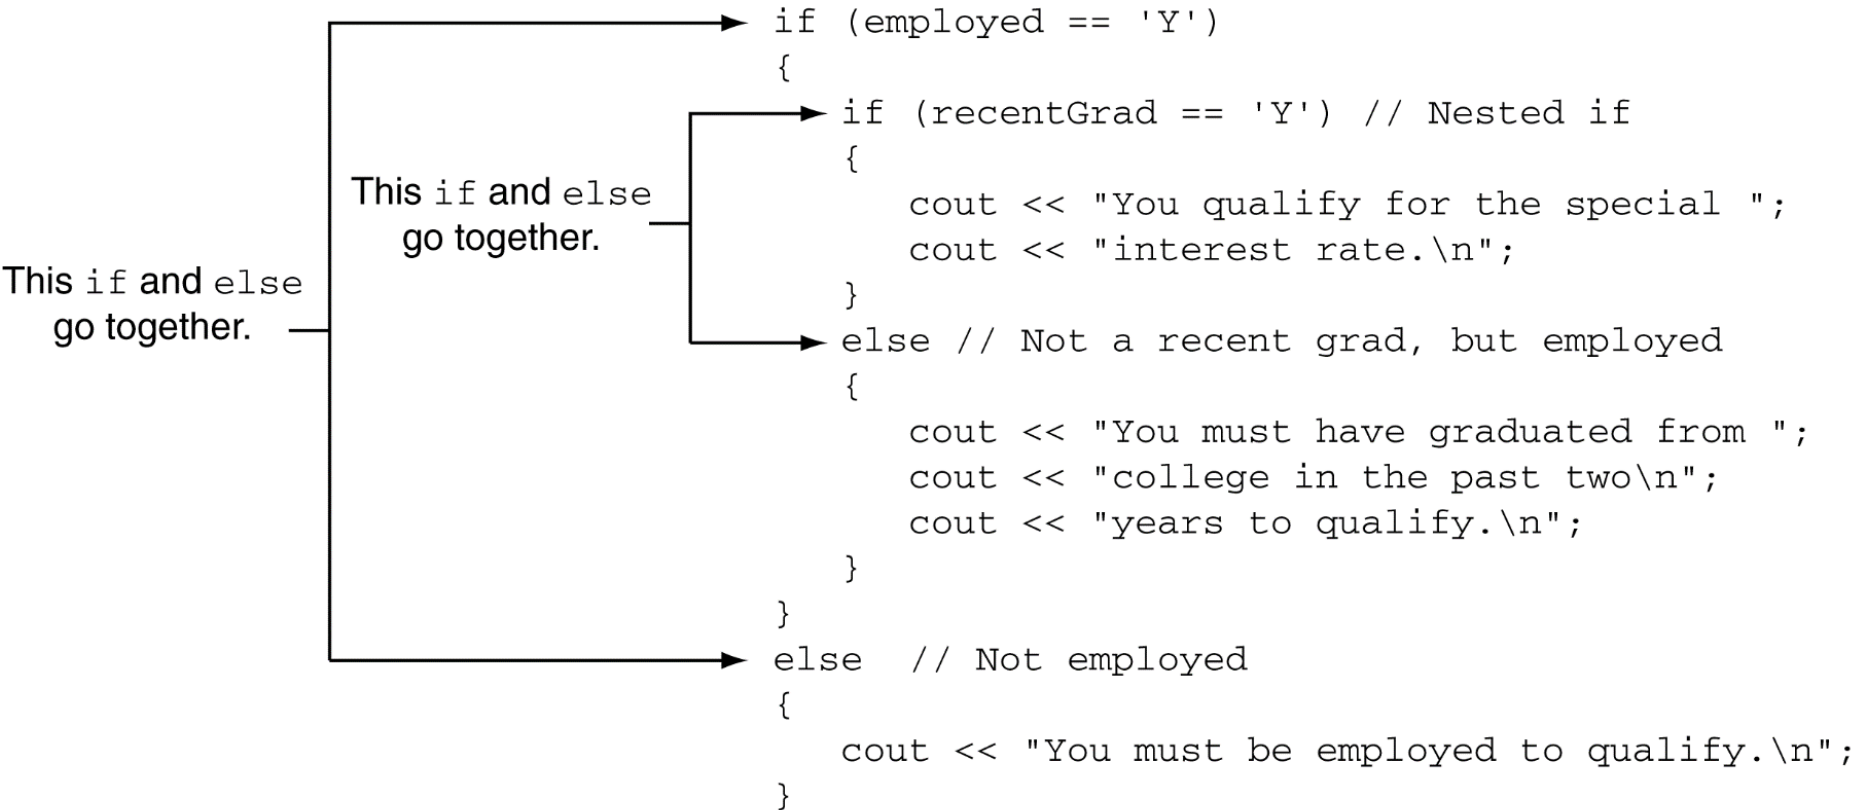 if (employed == 'Y')
{
if (recentGrad == 'Y') // Nested if
{
This if and else
go together.
cout << "You qualify for the special ";
cout << "interest rate.\n";
}
This if and else
go together.
else // Not a recent grad, but employed
{
cout << "You must have graduated from ";
cout << "college in the past two\n";
cout << "years to qualify.\n";
}
}
else // Not employed
{
cout << "You must be employed to qualify.\n";
}